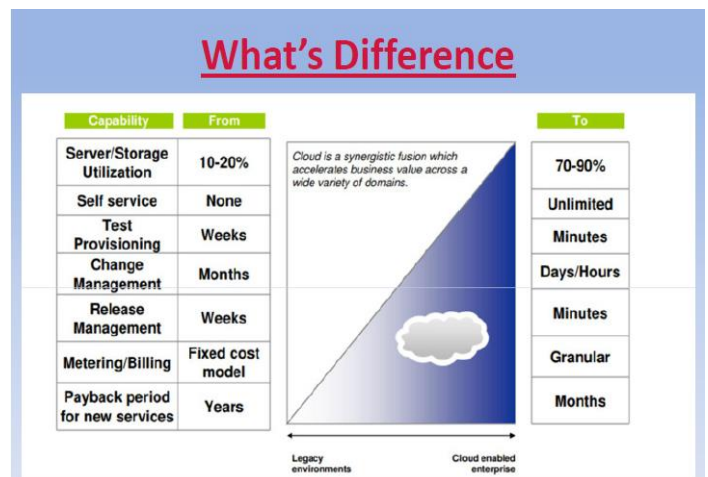 What's Difference
Capability From To
Server/Storage
Utilization
10-20%
70-90%
Self service
None
Unlimited
Test
Provisioning
Weeks
Minutes
Change
Management
Months
Days/Hours
Release
Management
Weeks
Minutes
Metering/Billing
Fixed cost
model
Granular
Payback period
for new services
Years
Months
Cloud is a synergistic fusion which
accelerates business value across a
wide variety of domains.
Legacy
environments
Cloud enabled
enterprise